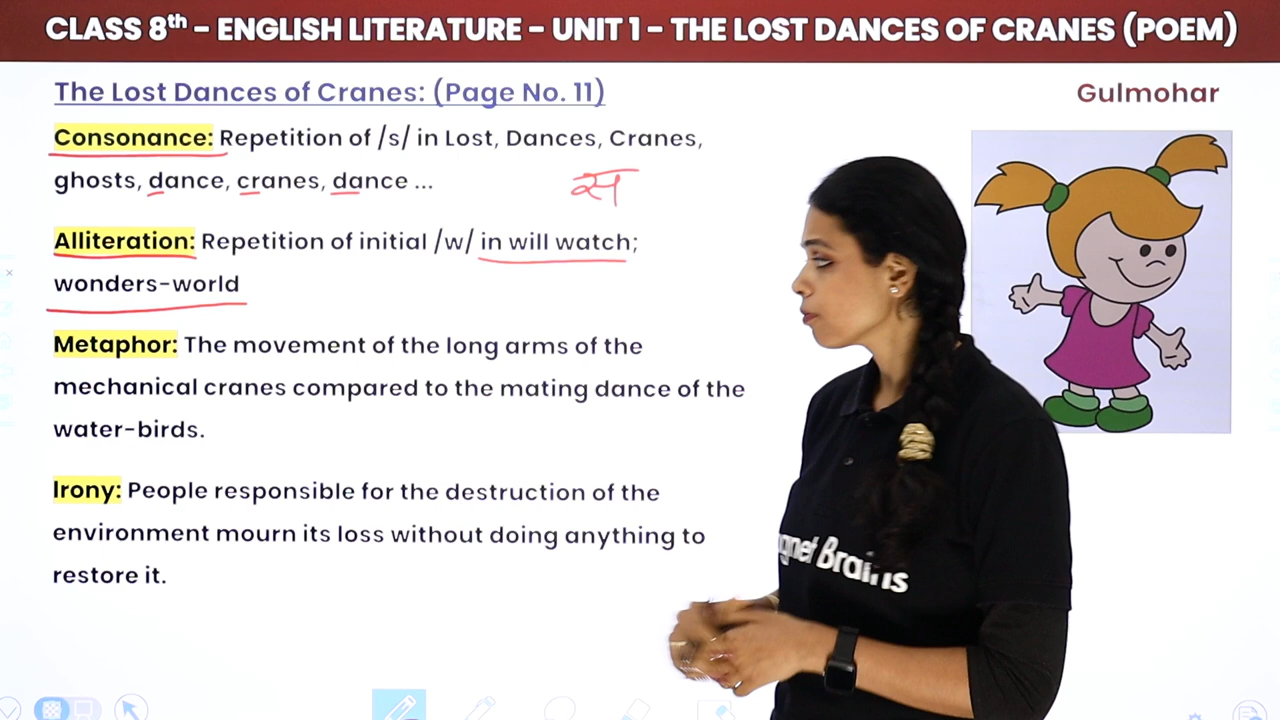 CLASS 8th – ENGLISH LITERATURE – UNIT 1 – THE LOST DANCES OF CRANES (POEM)
The Lost Dances of Cranes: (Page No. 11)
Gulmohar
Consonance: Repetition of /s/ in Lost, Dances, Cranes,
ghosts, dance, cranes, dance ...
स
Alliteration: Repetition of initial /w/ in will watch;
wonders-world
Metaphor: The movement of the long arms of the
mechanical cranes compared to the mating dance of the
water-birds.
Irony: People responsible for the destruction of the
environment mourn its loss without doing anything to
restore it.
gnet Brains